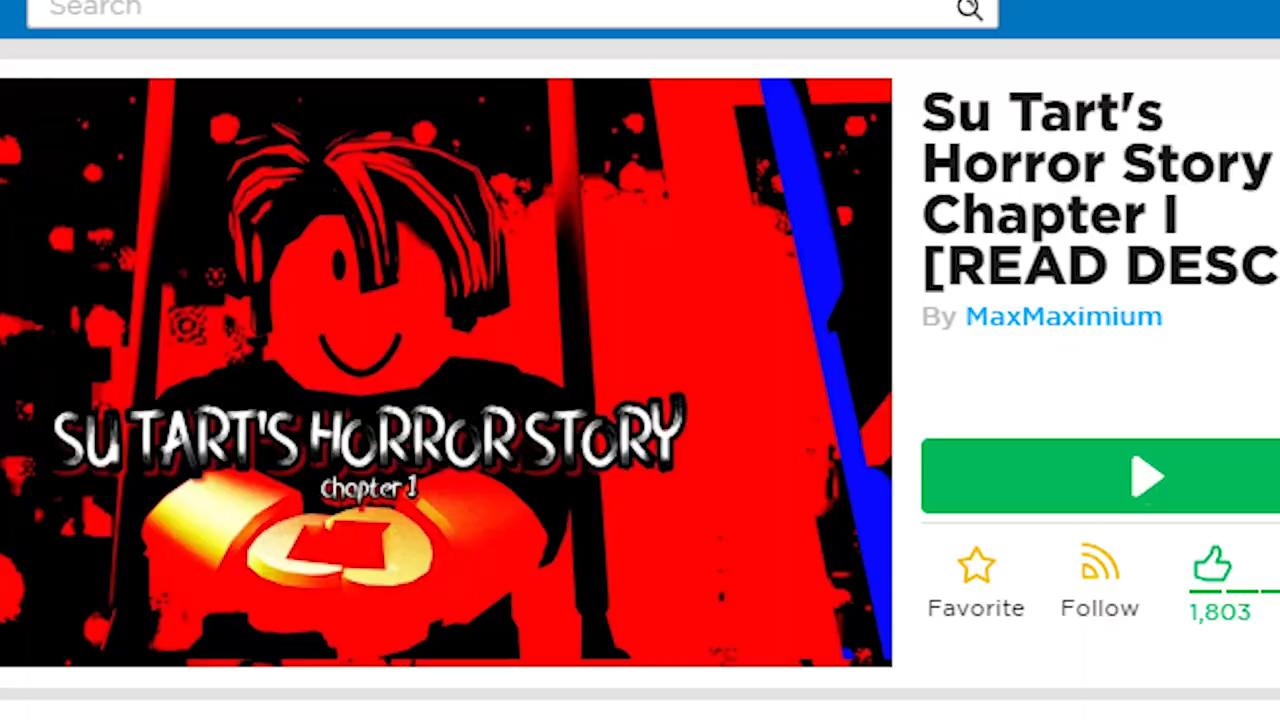 Search
Su Tart's
Horror Story
Chapter I
[READ DESC
By MaxMaximium
SU TART'S HORROR STORY
chapter 1
Favorite
Follow
1,803